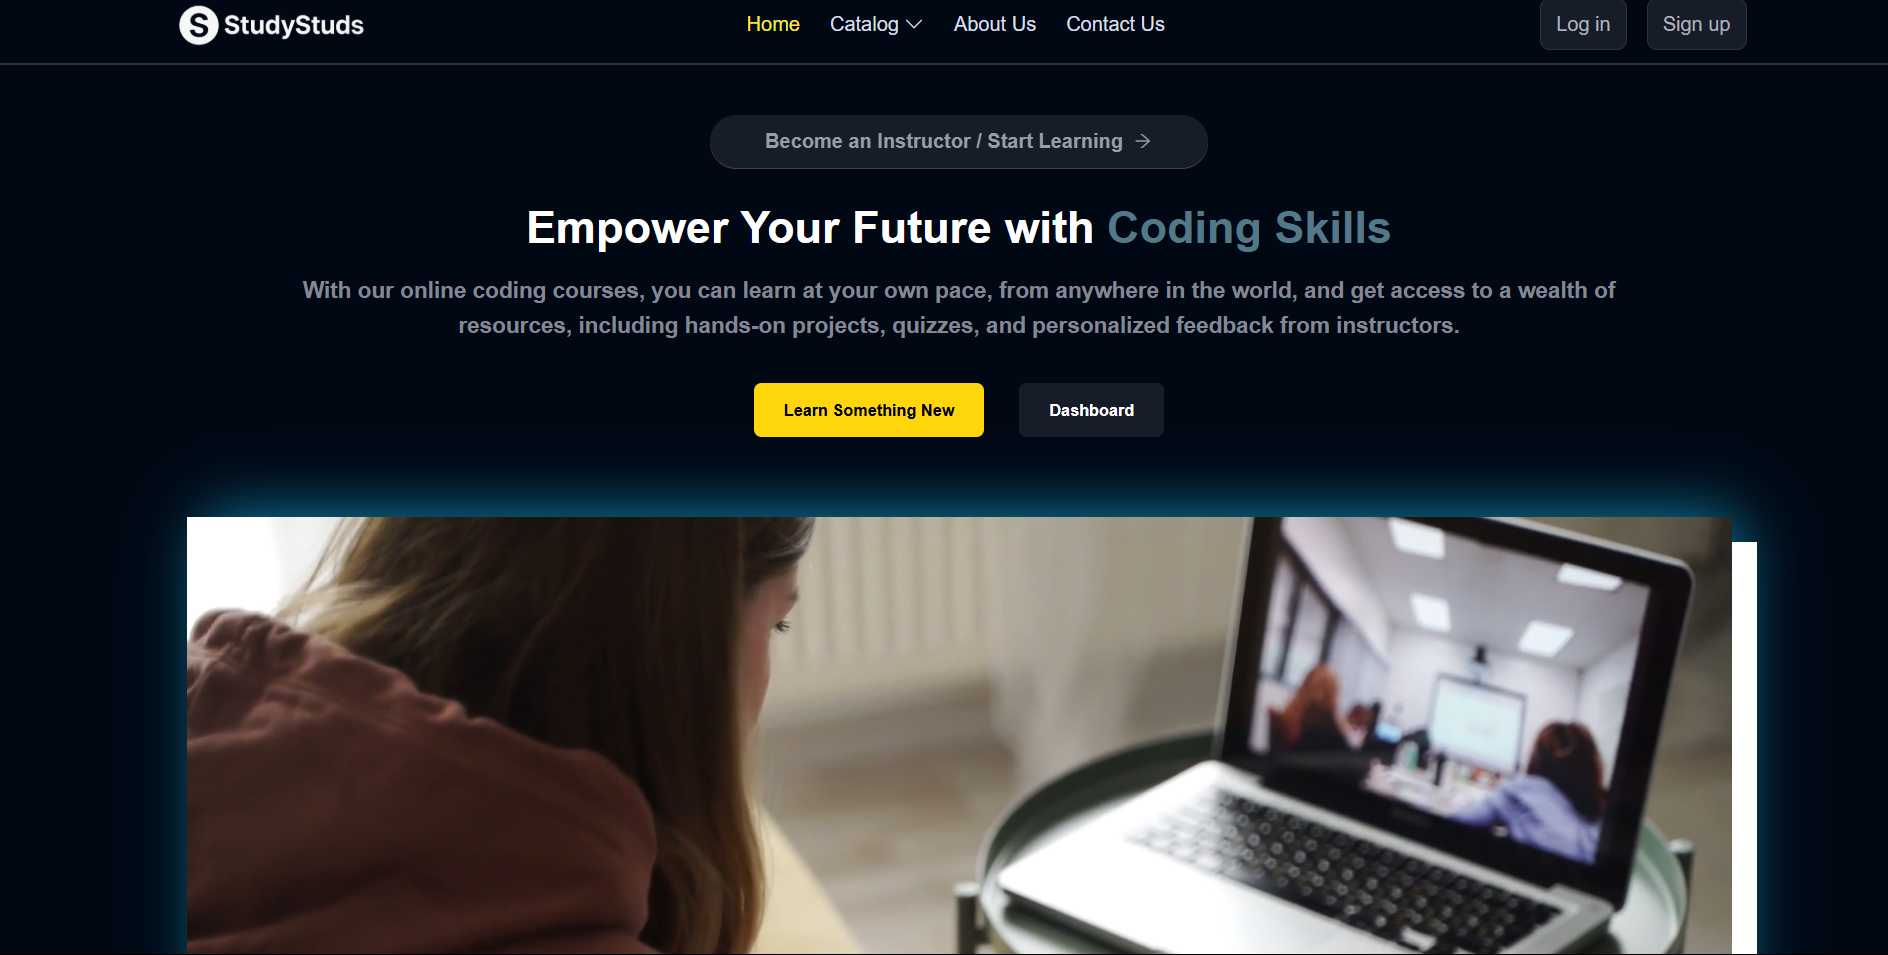 S StudyStuds
Home Catalog About Us Contact Us
Log in Sign up
Become an Instructor / Start Learning
Empower Your Future with Coding Skills
With our online coding courses, you can learn at your own pace, from anywhere in the world, and get access to a wealth of
resources, including hands-on projects, quizzes, and personalized feedback from instructors.
Learn Something New
Dashboard